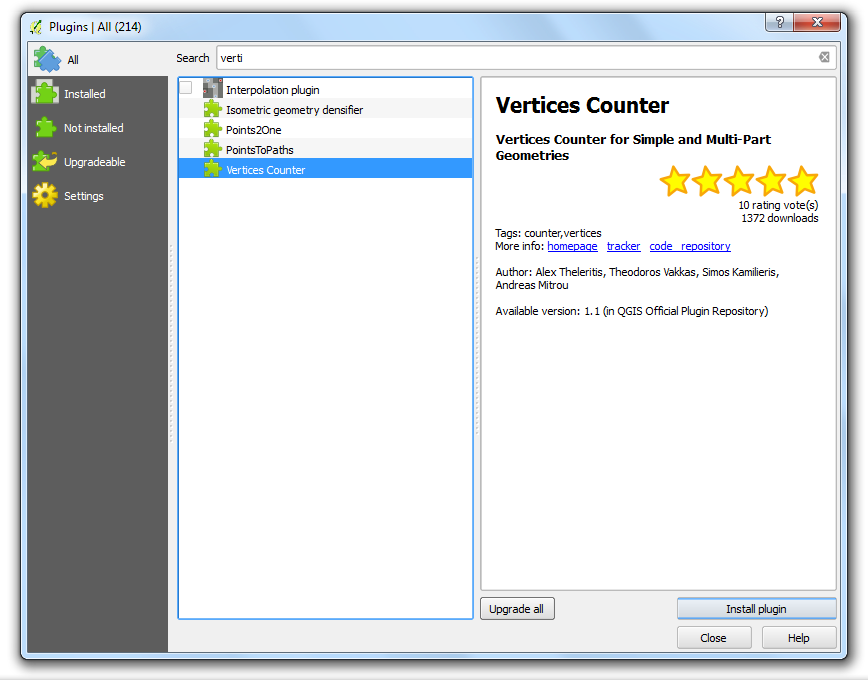 Plugins | All (214)
?
All
Installed
Not installed
Upgradeable
Settings
Search verti
Interpolation plugin
Isometric geometry densifier
Points2One
PointsToPaths
Vertices Counter
Vertices Counter
Vertices Counter for Simple and Multi-Part
Geometries
10 rating vote(s)
1372 downloads
Tags: counter,vertices
More info: homepage tracker code_repository
Author: Alex Theleritis, Theodoros Vakkas, Simos Kamilieris,
Andreas Mitrou
Available version: 1.1 (in QGIS Official Plugin Repository)
Upgrade all
Install plugin
Close
Help